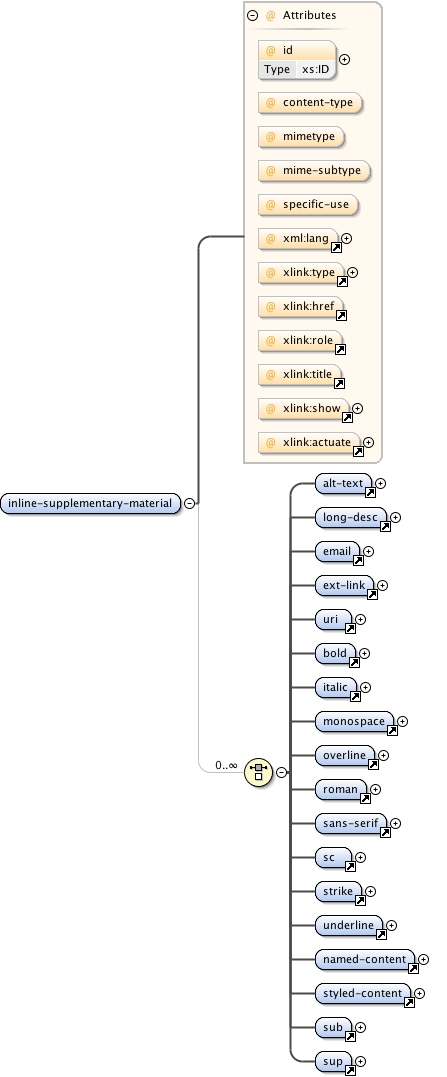 Attributes
@ id
Type xs:ID
@ content-type
@ mimetype
@ mime-subtype
@ specific-use
@ xml:lang
@ xlink:type
@ xlink:href
@ xlink:role
@ xlink:title
@ xlink:show
@ xlink:actuate
inline-supplementary-material
0..∞
alt-text
long-desc
email
ext-link
uri
bold
italic
monospace
overline
roman
sans-serif
sc
strike
underline
named-content
styled-content
sub
sup